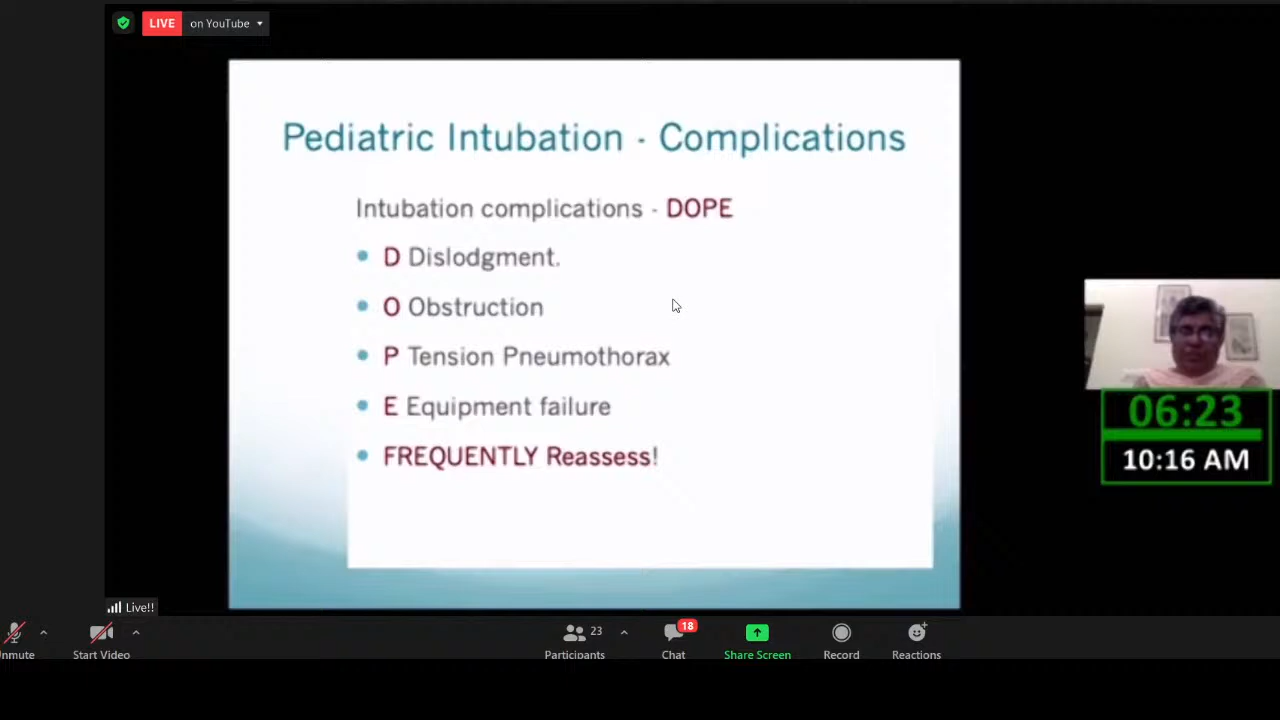 LIVE on YouTube
Pediatric Intubation - Complications
Intubation complications - DOPE
D Dislodgment.
O Obstruction
P Tension Pneumothorax
E Equipment failure
FREQUENTLY Reassess!
06:23
10:16 AM
Live!!
23
18
nmute
Start Video
Participants
Chat
Share Screen
Record
Reactions